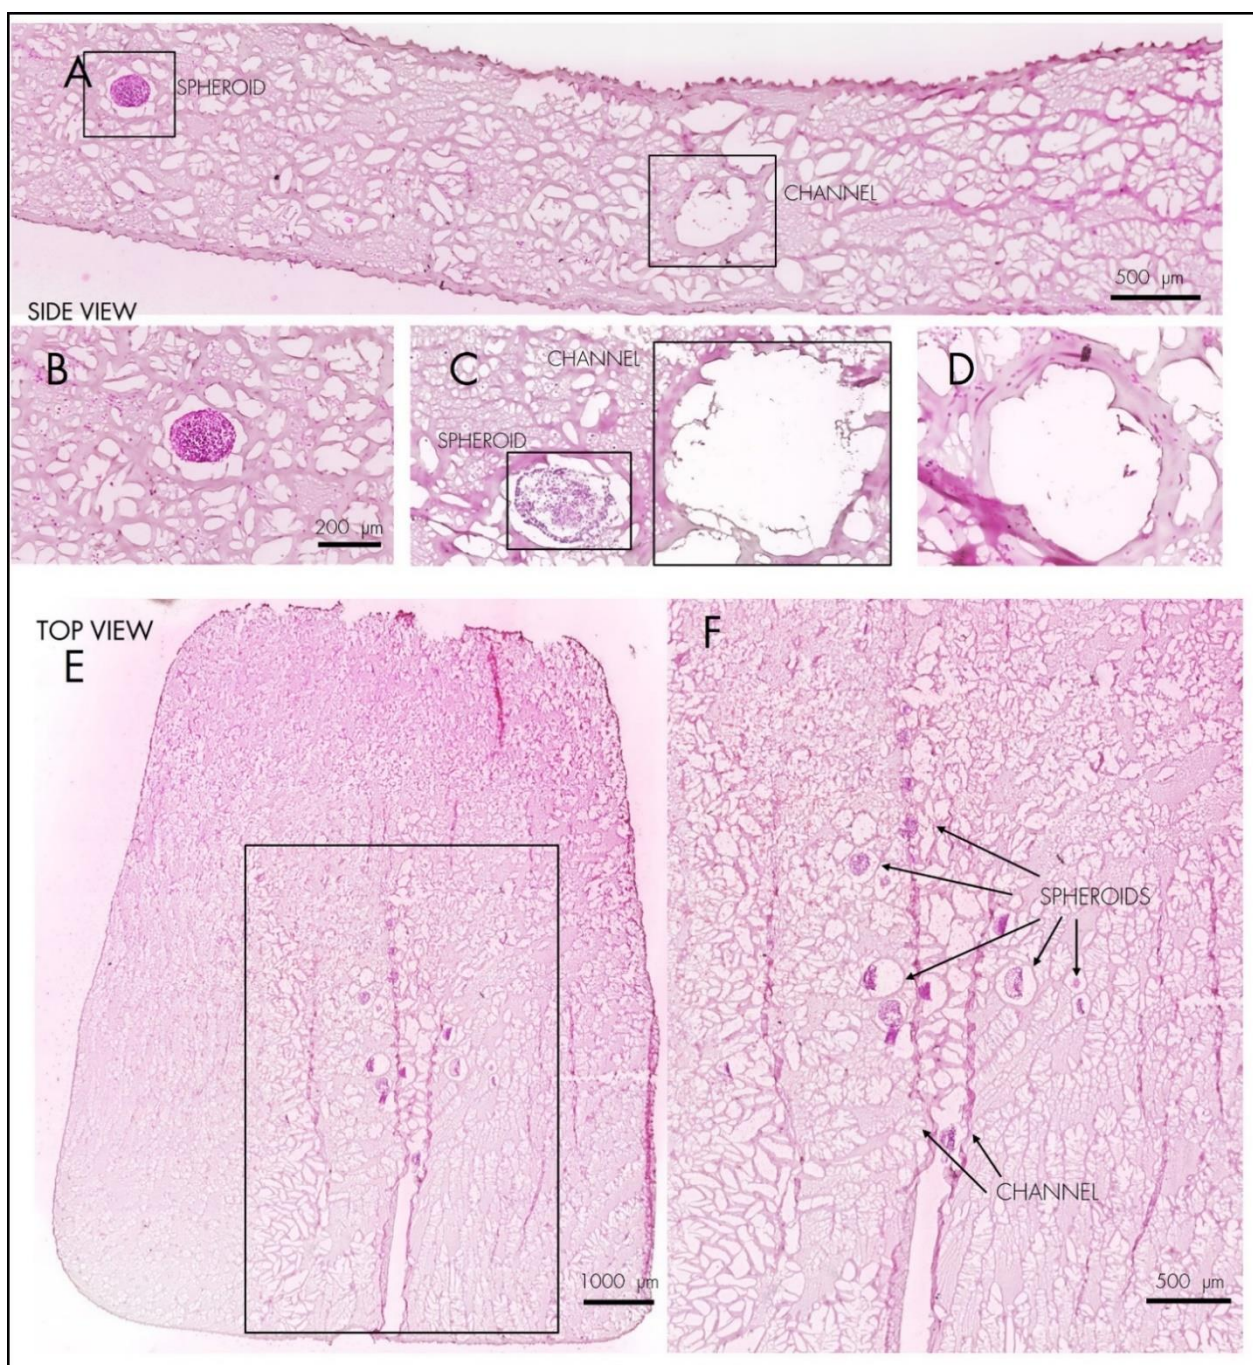 A
SPHEROID
CHANNEL
500 µm
SIDE VIEW
B
200 µm
C
CHANNEL
SPHEROID
D
TOP VIEW
E
1000 µm
F
SPHEROIDS
CHANNEL
500 µm